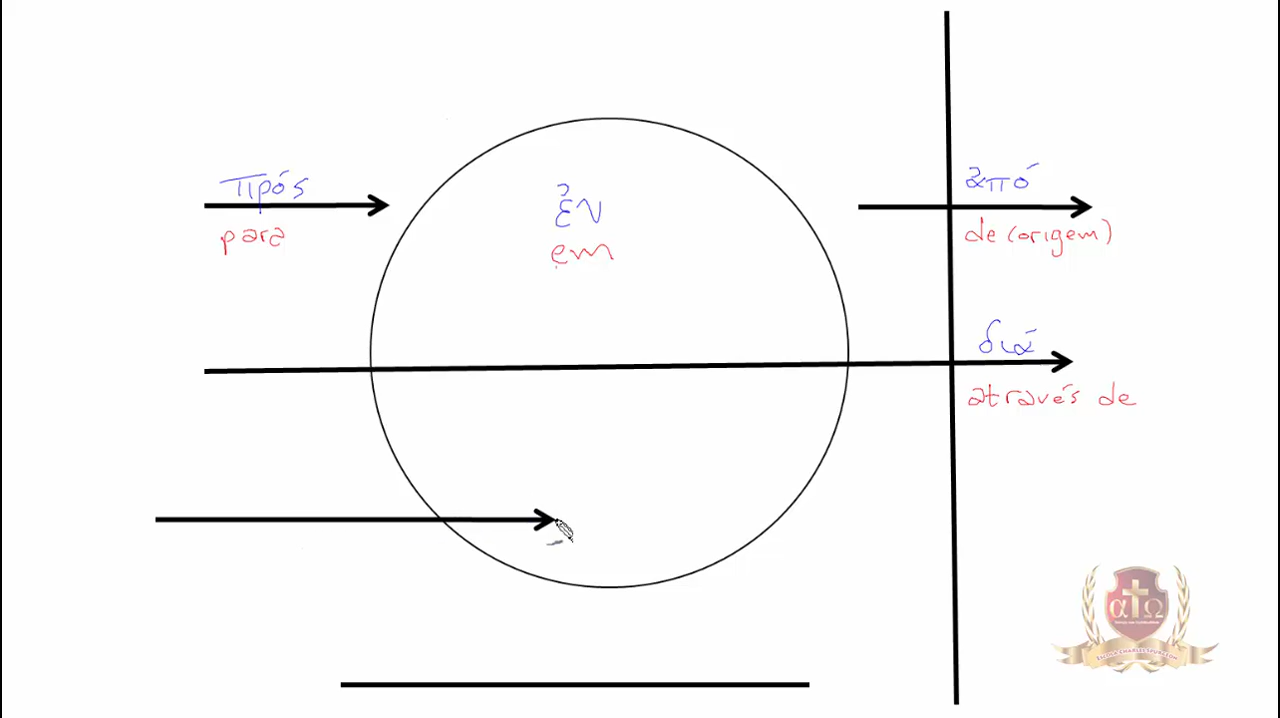 πρός
para
ἐν
em
ἀπό
de (origem)
διά
através de
α Ω